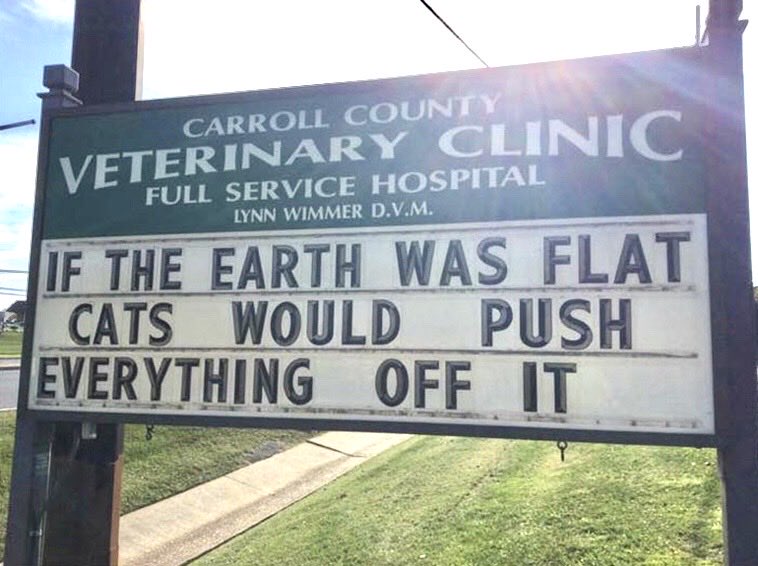 CARROLL COUNTY
VETERINARY CLINIC
FULL SERVICE HOSPITAL
LYNN WIMMER D.V.M.
IF THE EARTH WAS FLAT
CATS WOULD PUSH
EVERYTHING OFF IT